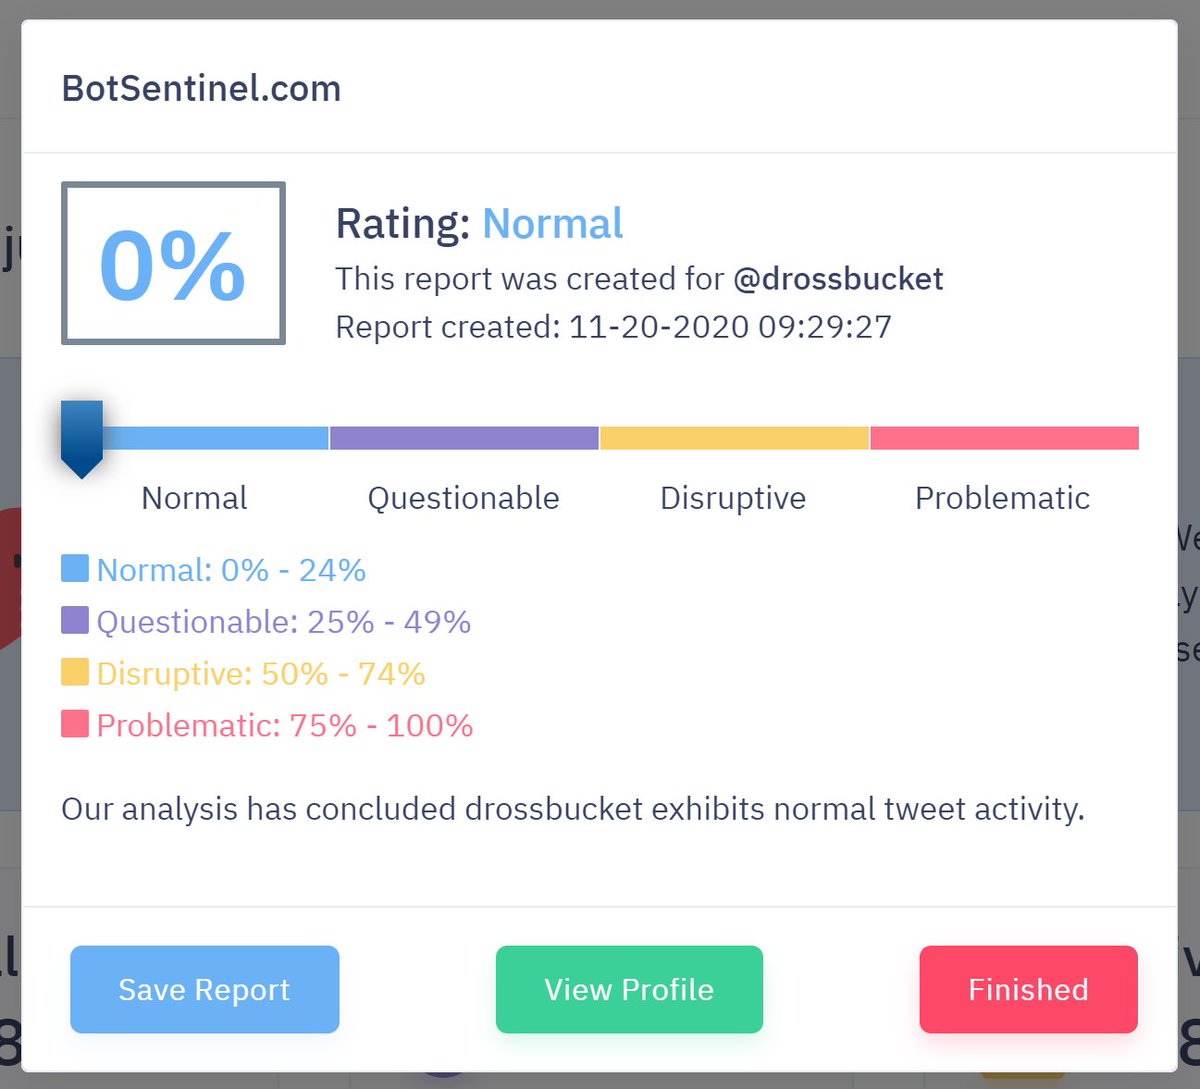 BotSentinel.com
0%
Rating: Normal
This report was created for @drossbucket
Report created: 11-20-2020 09:29:27
Normal Questionable Disruptive Problematic
Normal: 0% - 24%
Questionable: 25% - 49%
Disruptive: 50% - 74%
Problematic: 75% - 100%
Our analysis has concluded drossbucket exhibits normal tweet activity.
Save Report View Profile Finished